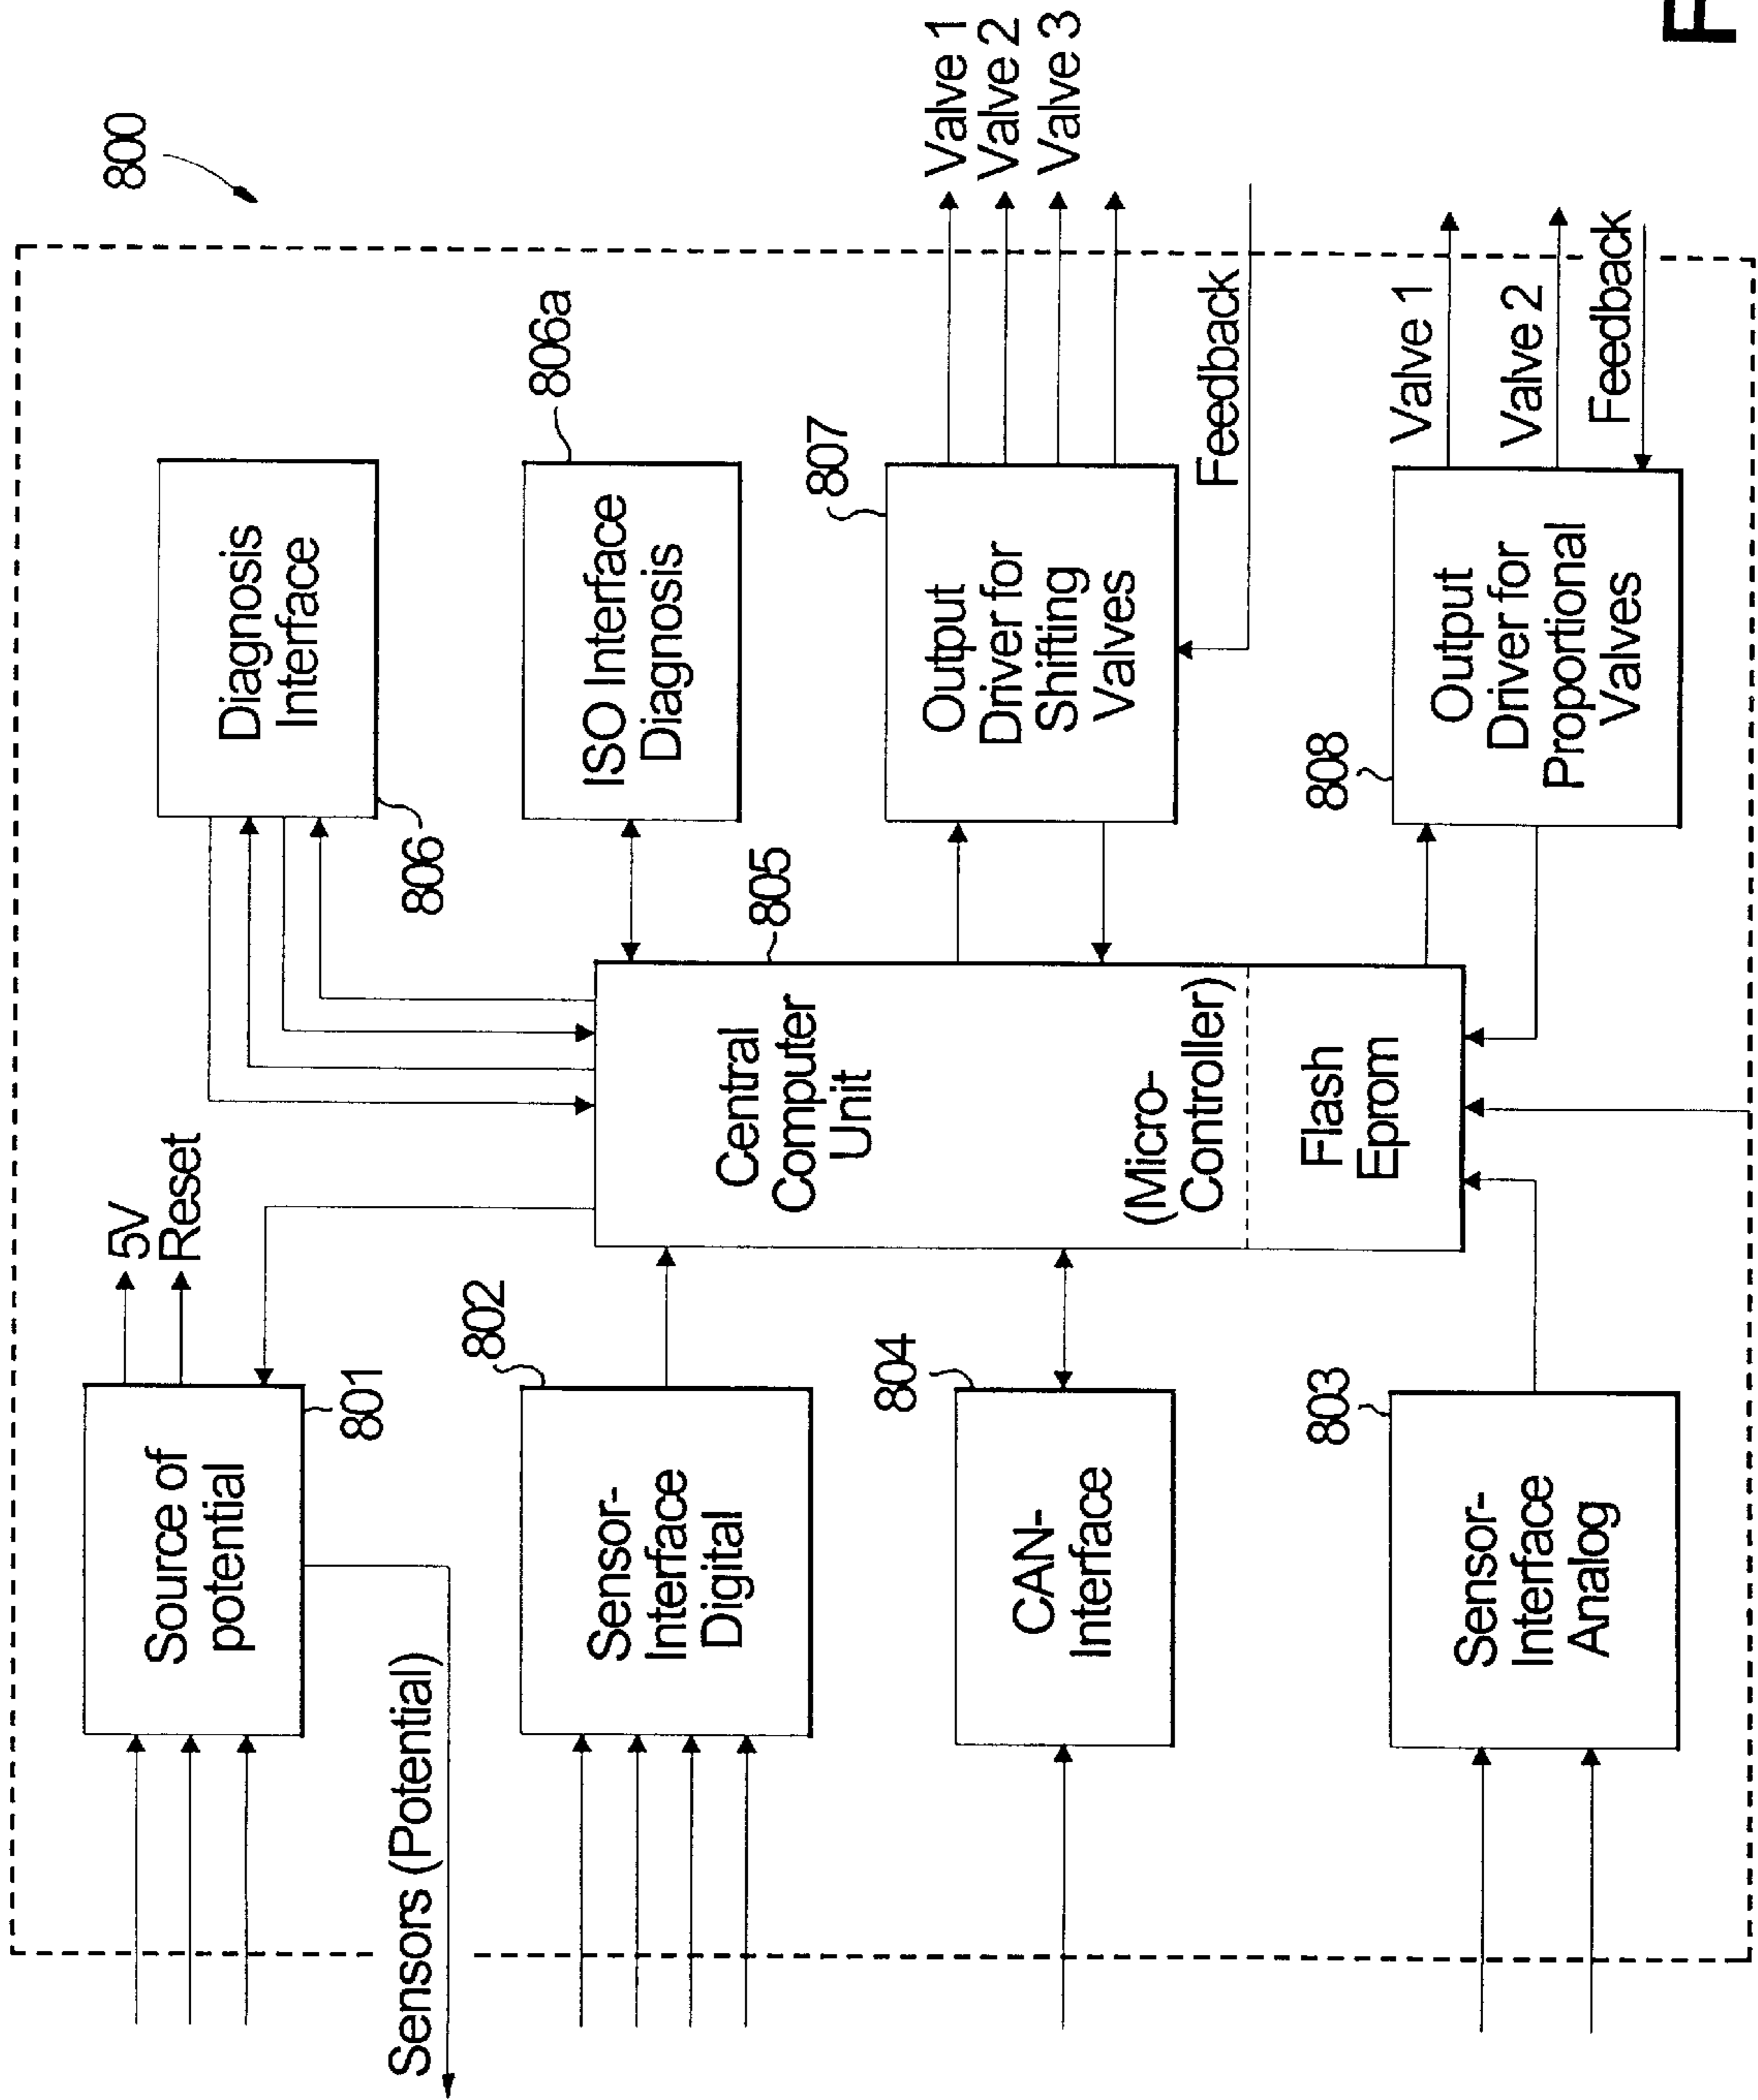 800
5V
Reset
Source of
potential
801
Sensors (Potential)
Diagnosis
Interface
806
Sensor-
Interface
Digital
802
ISO Interface
Diagnosis
806a
Central
Computer
Unit
(Micro-
Controller)
805
Flash
Eprom
CAN-
Interface
804
Output
Driver for
Shifting
Valves
807
Valve 1
Valve 2
Valve 3
Feedback
Sensor-
Interface
Analog
803
Output
Driver for
Proportional
Valves
808
Valve 1
Valve 2
Feedback